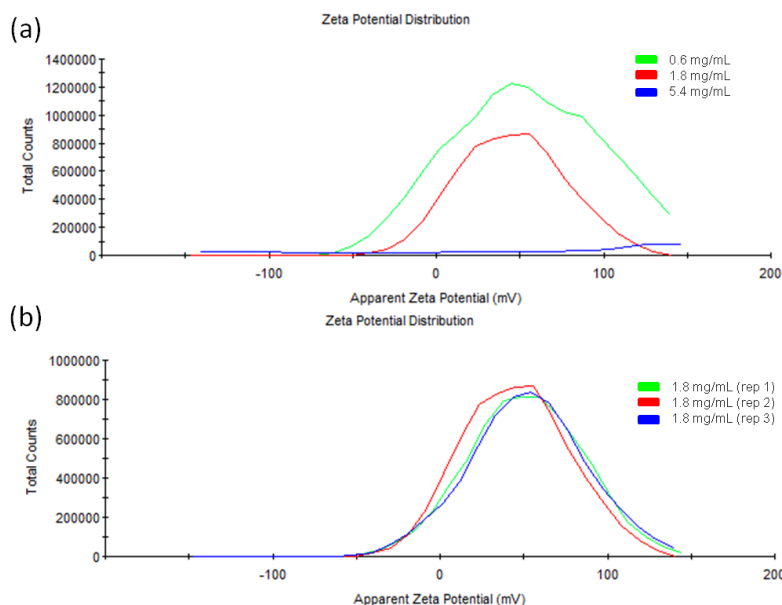 (a)
Zeta Potential Distribution
1400000
1200000
1000000
800000
600000
400000
200000
0
Total Counts
-100
0
100
200
Apparent Zeta Potential (mV)
0.6 mg/mL
1.8 mg/mL
5.4 mg/mL
(b)
Zeta Potential Distribution
1000000
800000
600000
400000
200000
0
Total Counts
-100
0
100
200
Apparent Zeta Potential (mV)
1.8 mg/mL (rep 1)
1.8 mg/mL (rep 2)
1.8 mg/mL (rep 3)